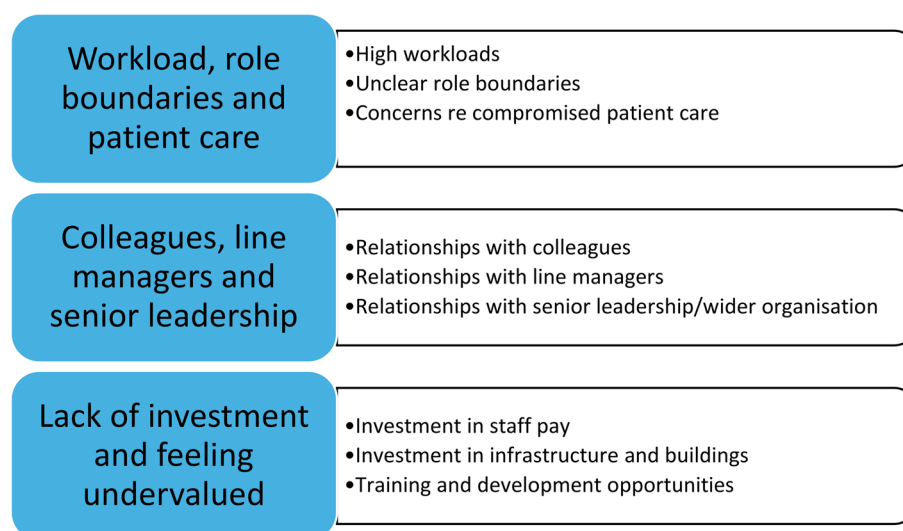 Workload, role
boundaries and
patient care
•High workloads
•Unclear role boundaries
•Concerns re compromised patient care
Colleagues, line
managers and
senior leadership
•Relationships with colleagues
•Relationships with line managers
•Relationships with senior leadership/wider organisation
Lack of investment
and feeling
undervalued
•Investment in staff pay
•Investment in infrastructure and buildings
•Training and development opportunities